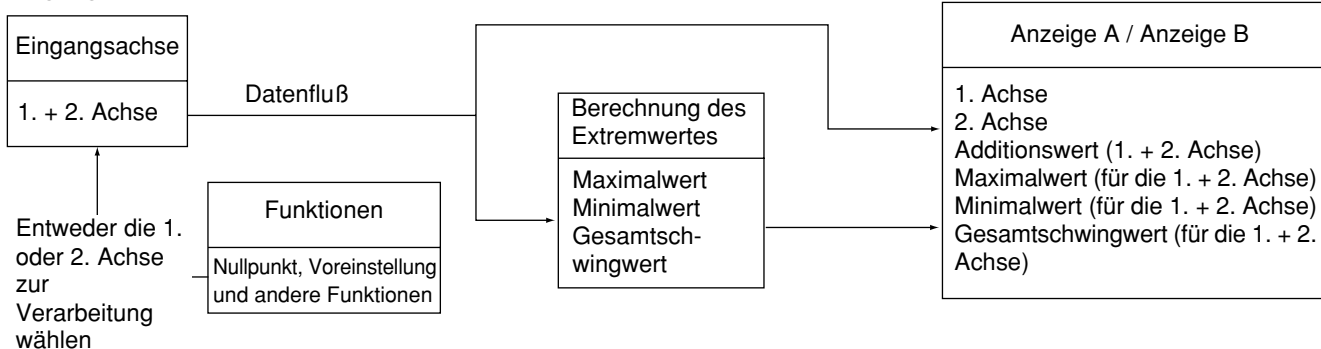 Eingangsachse
1. + 2. Achse
Datenfluß
Entweder die 1.
oder 2. Achse
zur
Verarbeitung
wählen
Funktionen
Nullpunkt, Voreinstellung
und andere Funktionen
Berechnung des
Extremwertes
Maximalwert
Minimalwert
Gesamtsch-
wingwert
Anzeige A / Anzeige B
1. Achse
2. Achse
Additionswert (1. + 2. Achse)
Maximalwert (für die 1. + 2. Achse)
Minimalwert (für die 1. + 2. Achse)
Gesamtschwingwert (für die 1. + 2.
Achse)